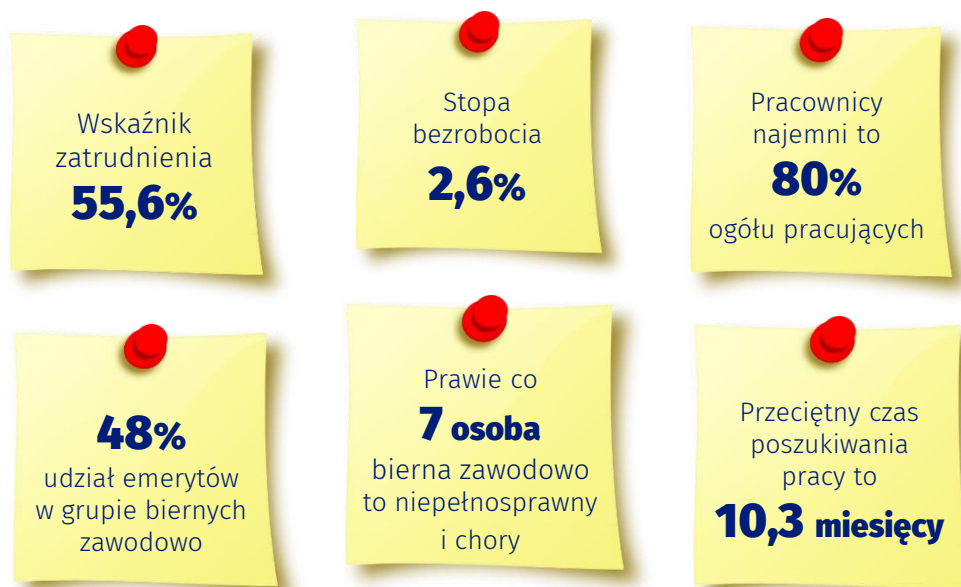 Wskaźnik
zatrudnienia
55,6%
Stopa
bezrobocia
2,6%
Pracownicy
najemni to
80%
ogółu pracujących
48%
udział emerytów
w grupie biernych
zawodowo
Prawie co
7 osoba
bierna zawodowo
to niepełnosprawny
i chory
Przeciętny czas
poszukiwania
pracy to
10,3 miesięcy